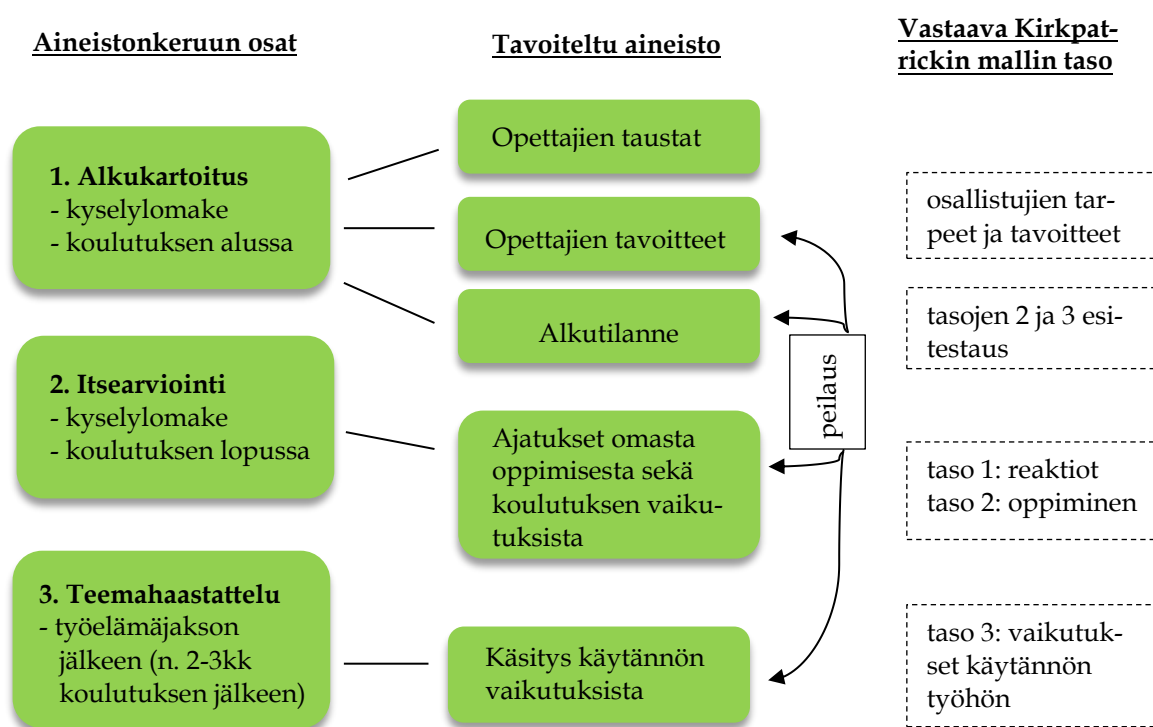 Aineistonkeruun osat
Tavoiteltu aineisto
Vastaava Kirkpat-
rickin mallin taso
1. Alkukartoitus
- kyselylomake
- koulutuksen alussa
2. Itsearviointi
- kyselylomake
- koulutuksen lopussa
3. Teemahaastattelu
- työelämäjakson
jälkeen (n. 2-3kk
koulutuksen jälkeen)
Opettajien taustat
Opettajien tavoitteet
Alkutilanne
Ajatukset omasta
oppimisesta sekä
koulutuksen vaiku-
tuksista
Käsitys käytännön
vaikutuksista
peilaus
osallistujien tar-
peet ja tavoitteet
tasojen 2 ja 3 esi-
testaus
taso 1: reaktiot
taso 2: oppiminen
taso 3: vaikutuk-
set käytännön
työhön